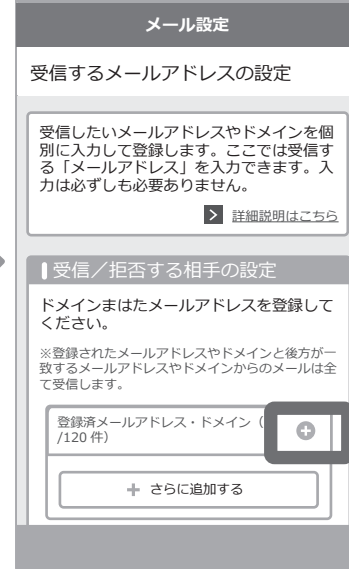 メール設定
受信するメールアドレスの設定
受信したいメールアドレスやドメインを個
別に入力して登録します。ここでは受信す
る「メールアドレス」を入力できます。入
力は必ずしも必要ありません。
詳細説明はこちら
受信／拒否する相手の設定
ドメインまはたメールアドレスを登録して
ください。
※登録されたメールアドレスやドメインと後方が一
致するメールアドレスやドメインからのメールは全
て受信します。
登録済メールアドレス・ドメイン（
/120 件）
さらに追加する